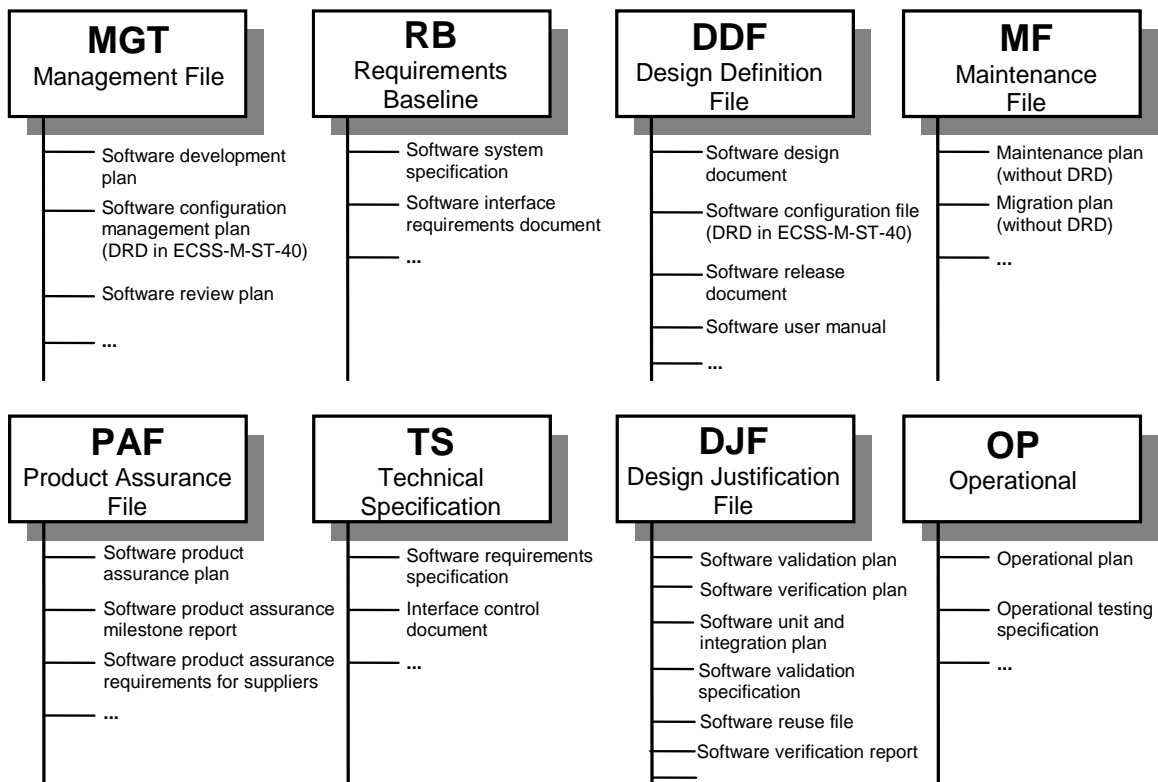 MGT
Management File
Software development
plan
Software configuration
management plan
(DRD in ECSS-M-ST-40)
Software review plan
...
RB
Requirements
Baseline
Software system
specification
Software interface
requirements document
...
DDF
Design Definition
File
Software design
document
Software configuration file
(DRD in ECSS-M-ST-40)
Software release
document
Software user manual
...
MF
Maintenance
File
Maintenance plan
(without DRD)
Migration plan
(without DRD)
...
PAF
Product Assurance
File
Software product
assurance plan
Software product assurance
milestone report
Software product assurance
requirements for suppliers
...
TS
Technical
Specification
Software requirements
specification
Interface control
document
...
DJF
Design Justification
File
Software validation plan
Software verification plan
Software unit and
integration plan
Software validation
specification
Software reuse file
Software verification report
OP
Operational
Operational plan
Operational testing
specification
...